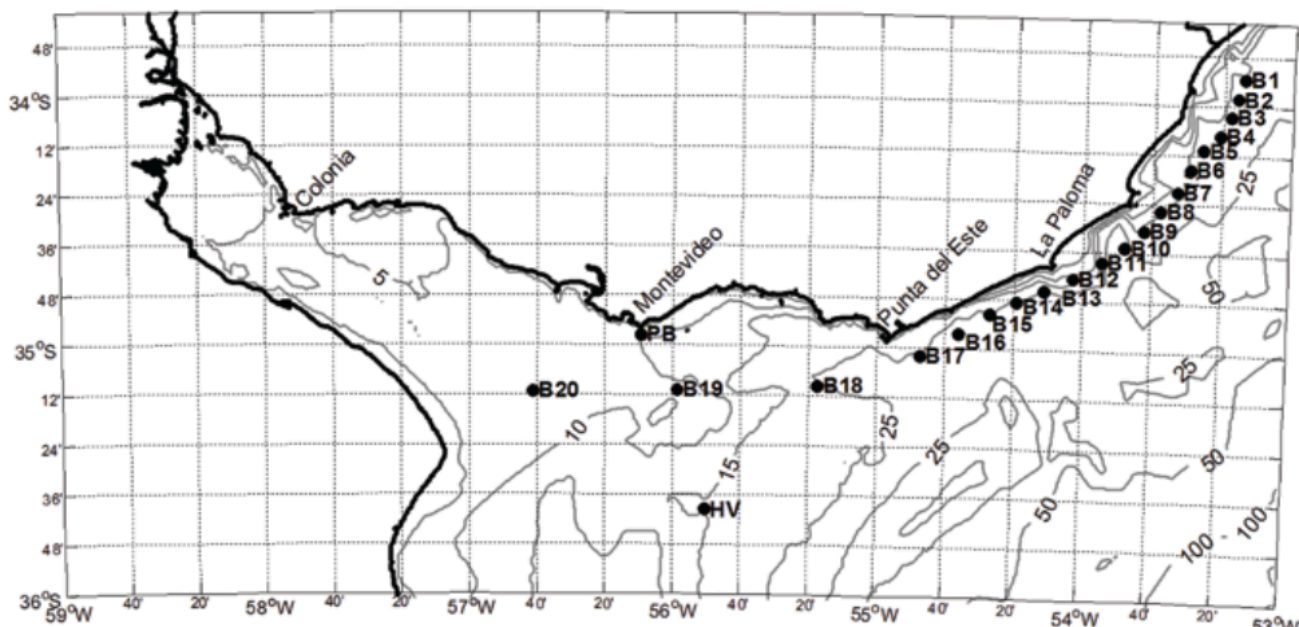 48'
34°S
12'
24'
36'
48'
35°S
12'
24'
36'
48'
36°S
59°W
40'
20'
58°W
40'
20'
57°W
40'
20'
56°W
40'
20'
55°W
40'
20'
54°W
40'
20'
53°W
Colonia
Montevideo
Punta del Este
La Paloma
B1
B2
B3
B4
B5
B6
B7
B8
B9
B10
B11
B12
B13
B14
B15
B16
B17
B18
B19
B20
PB
HV
5
10
15
25
25
25
25
50
50
50
100
100